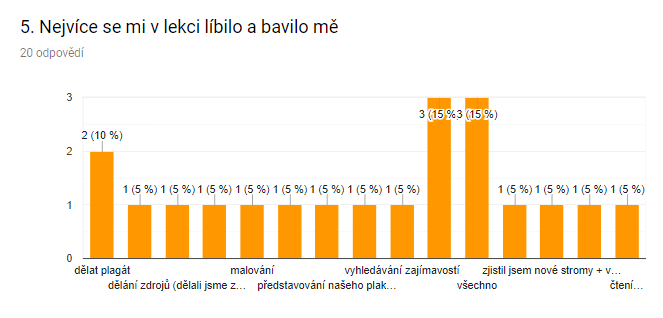 5. Nejvíce se mi v lekci líbilo a bavilo mě
20 odpovědí
3
2
1
0
2 (10 %)
1 (5 %)
1 (5 %)
1 (5 %)
1 (5 %)
1 (5 %)
1 (5 %)
1 (5 %)
1 (5 %)
3 (15 %)
3 (15 %)
1 (5 %)
1 (5 %)
1 (5 %)
1 (5 %)
dělat plagát
malování
vyhledávání zajímavostí
zjistil jsem nové stromy + v…
dělání zdrojů (dělali jsme z…
představování našeho plak…
všechno
čtení…